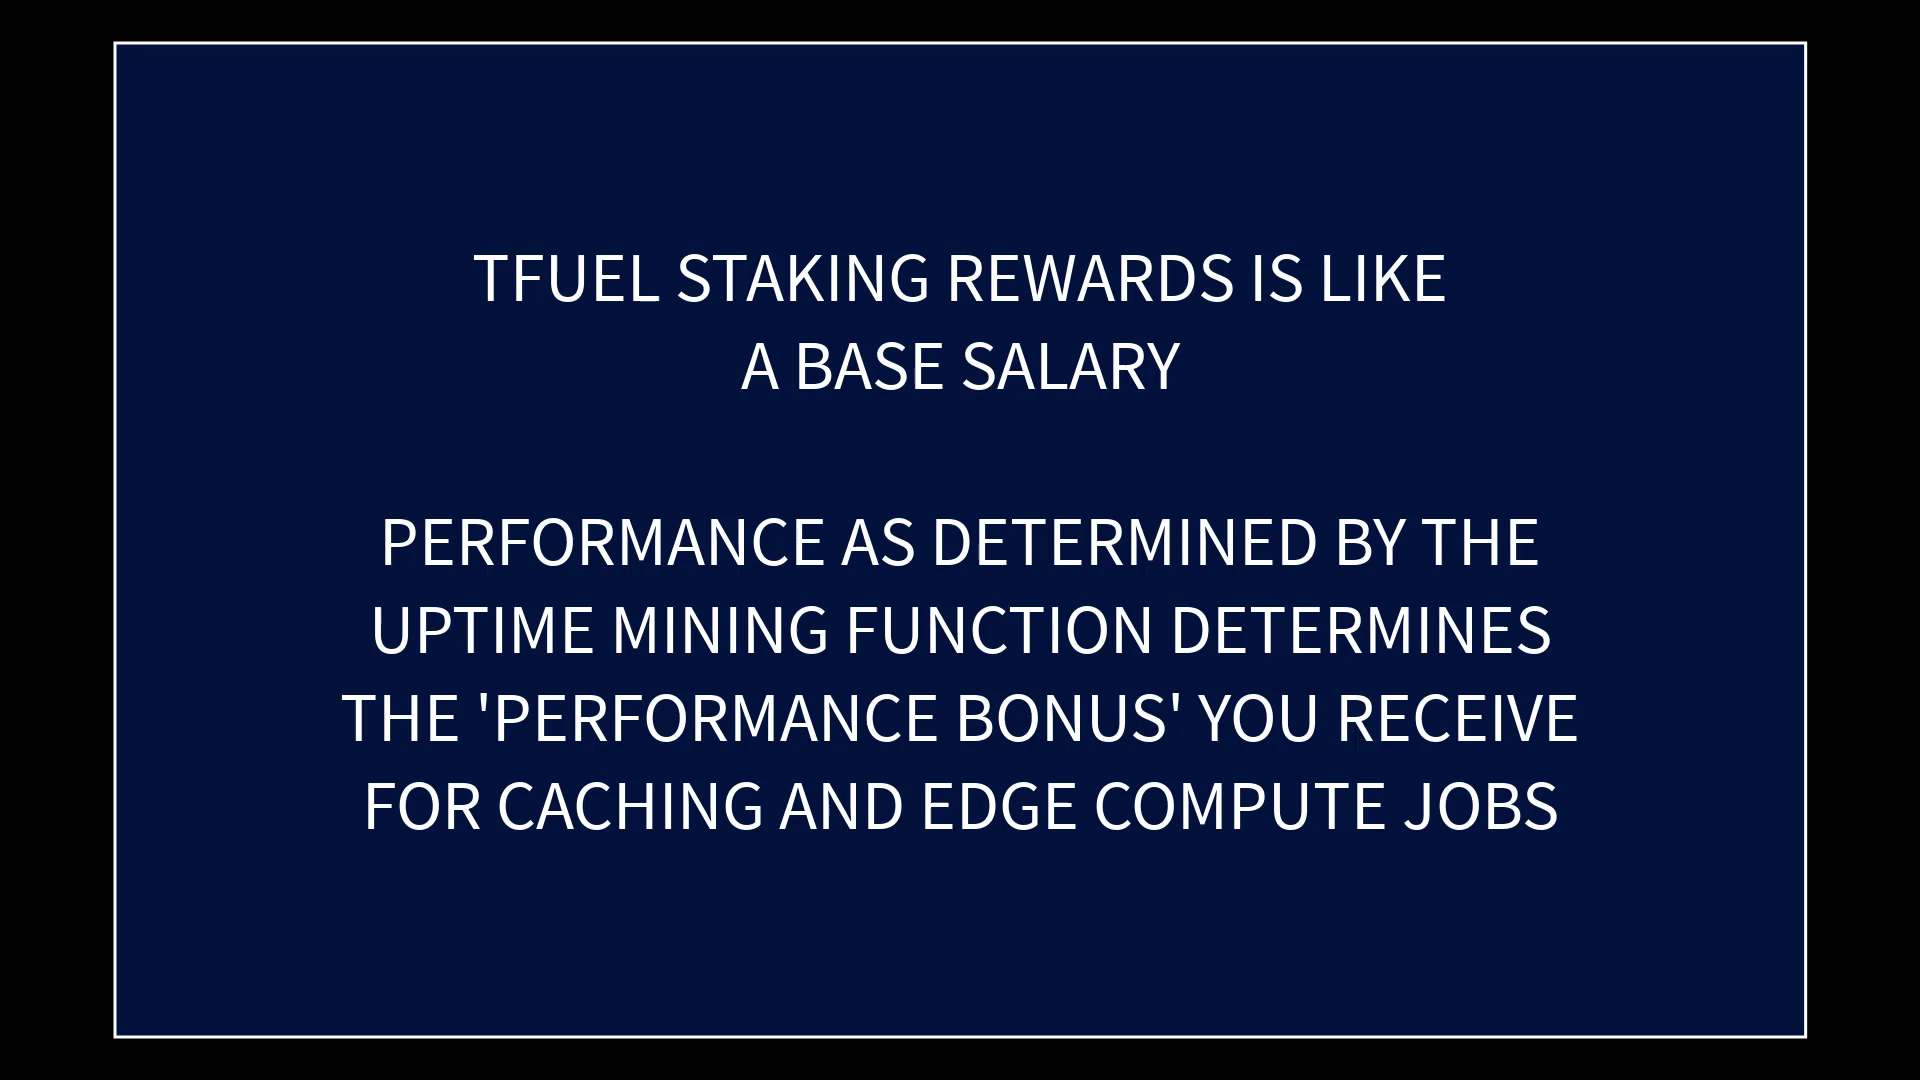 TFUEL STAKING REWARDS IS LIKE
A BASE SALARY
PERFORMANCE AS DETERMINED BY THE
UPTIME MINING FUNCTION DETERMINES
THE 'PERFORMANCE BONUS' YOU RECEIVE
FOR CACHING AND EDGE COMPUTE JOBS